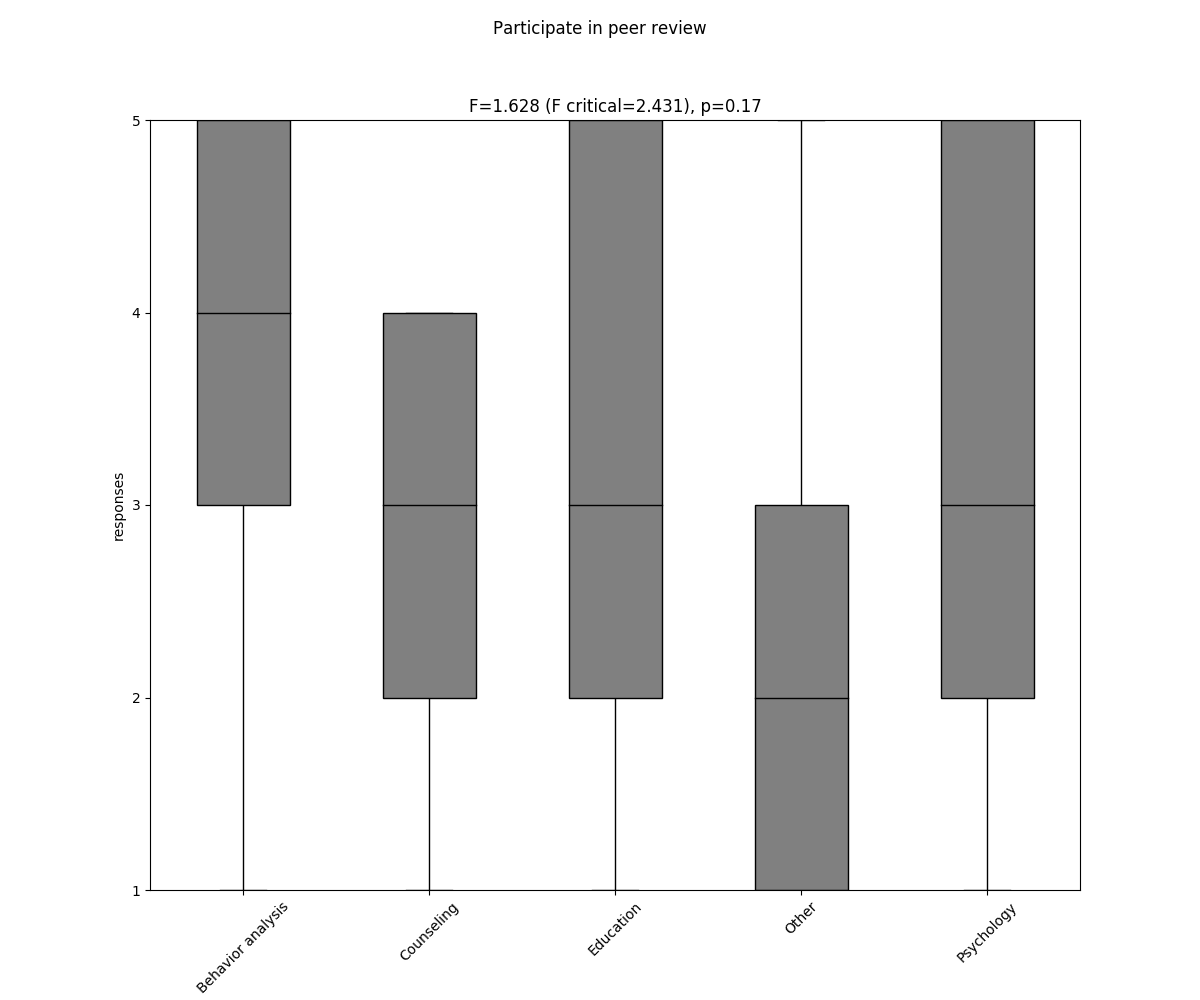 Participate in peer review
F=1.628 (F critical=2.431), p=0.17
5
4
3
2
1
responses
Behavior analysis
Counseling
Education
Other
Psychology